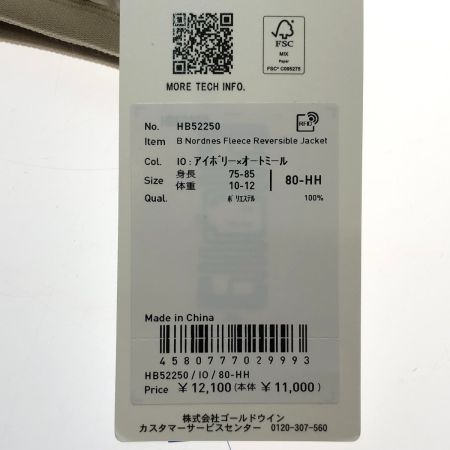 FSC
MIX
Paper
FSC® C005275
MORE TECH INFO.
RFID
No. HB52250
Item B Nordnes Fleece Reversible Jacket
Col. IO:アイボリー×オートミール
Size 身長 75-85 80-HH
体重 10-12
Qual. ポリエステル 100%
Made in China
4580777029993
HB52250/IO/80-HH
Price ¥12,100(本体 ¥11,000)
株式会社ゴールドウイン
カスタマーサービスセンター 0120-307-560